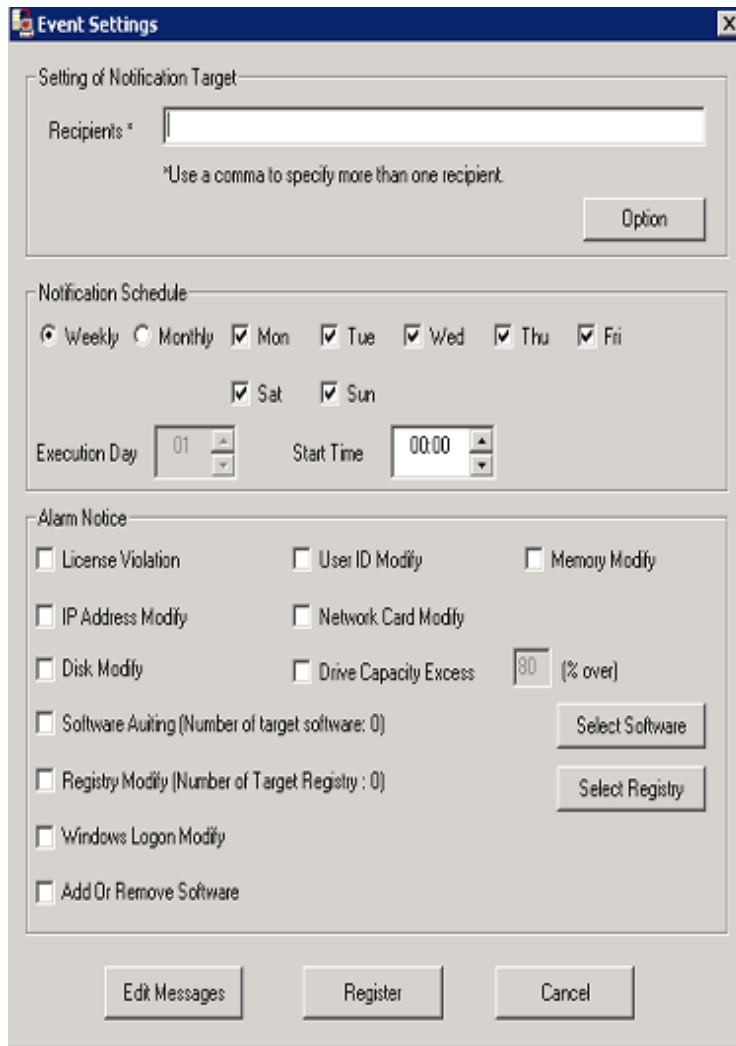 Event Settings
Setting of Notification Target
Recipients *
*Use a comma to specify more than one recipient.
Option
Notification Schedule
Weekly Monthly Mon Tue Wed Thu Fri
Sat Sun
Execution Day 01 Start Time 00:00
Alarm Notice
License Violation User ID Modify Memory Modify
IP Address Modify Network Card Modify
Disk Modify Drive Capacity Excess 80 (% over)
Software Auiting (Number of target software: 0) Select Software
Registry Modify (Number of Target Registry : 0) Select Registry
Windows Logon Modify
Add Or Remove Software
Edit Messages Register Cancel